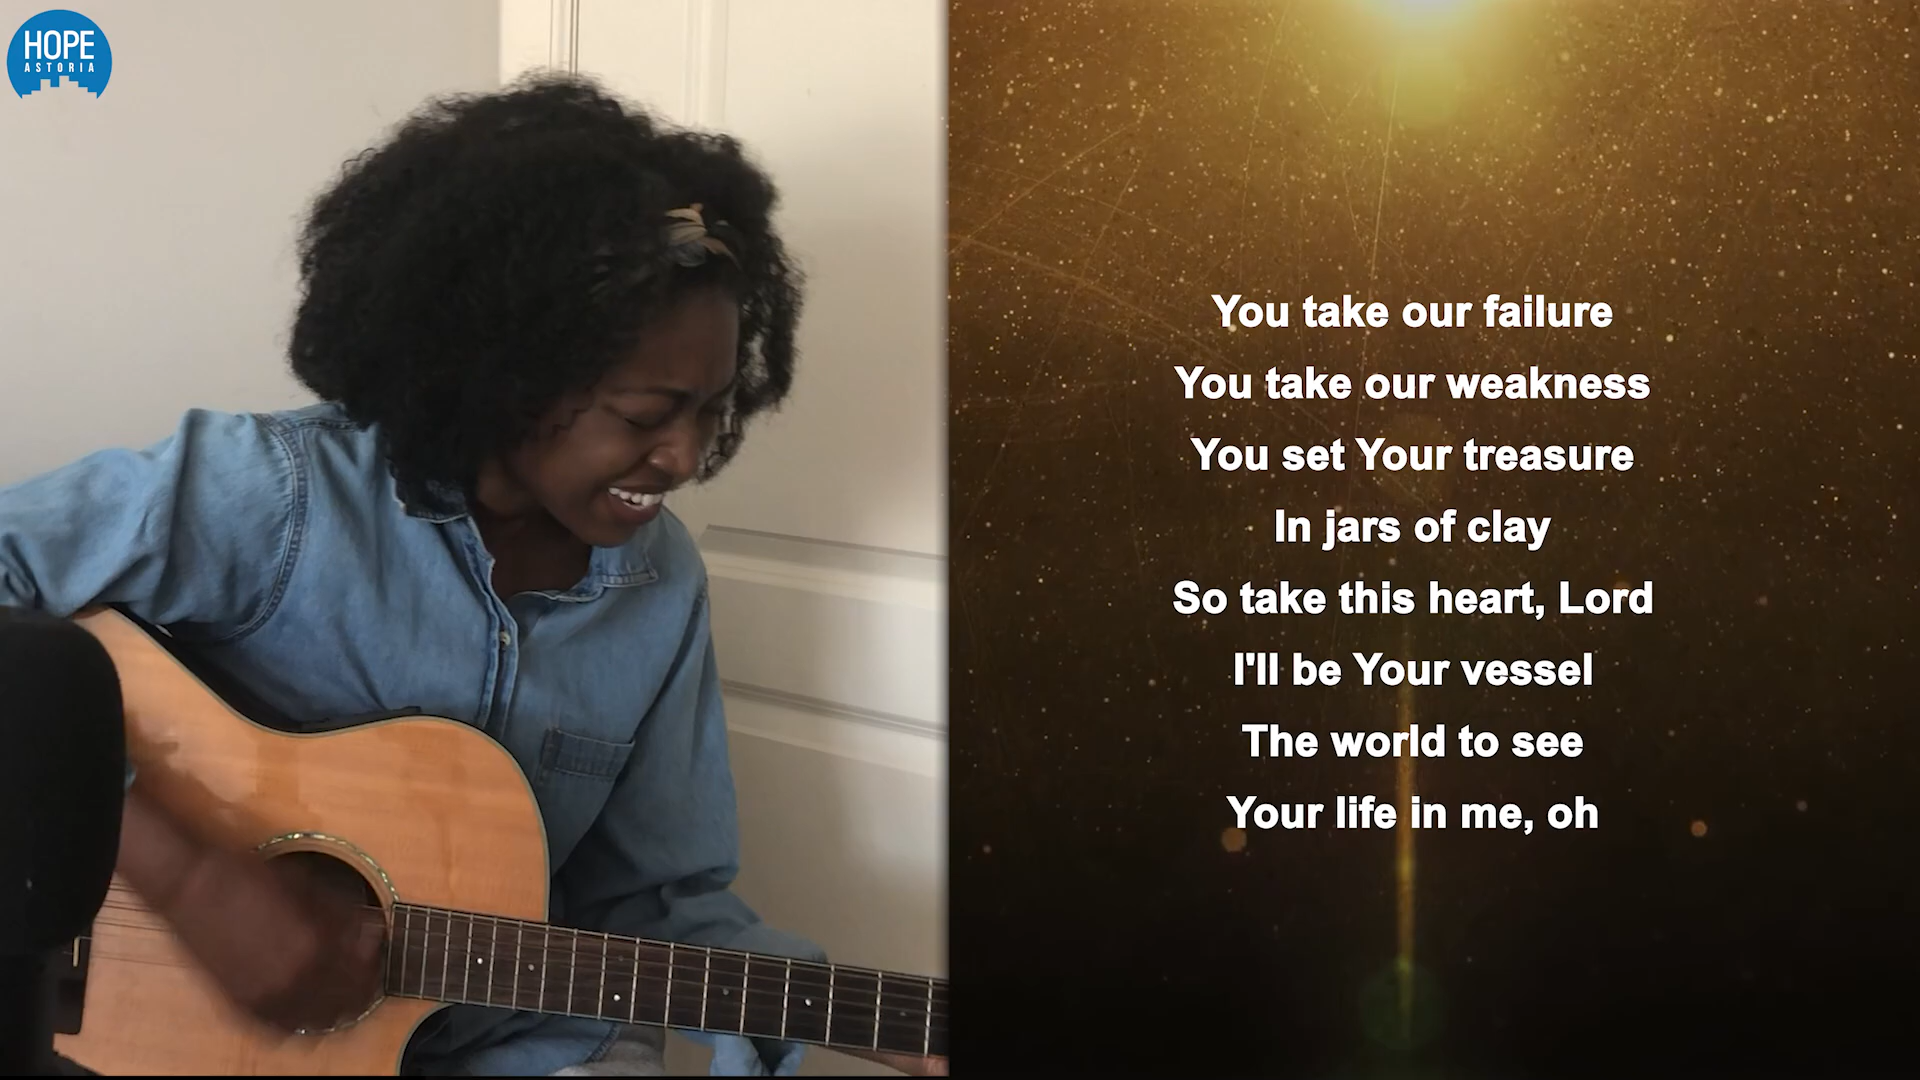 HOPE
ASTORIA
You take our failure
You take our weakness
You set Your treasure
In jars of clay
So take this heart, Lord
I'll be Your vessel
The world to see
Your life in me, oh